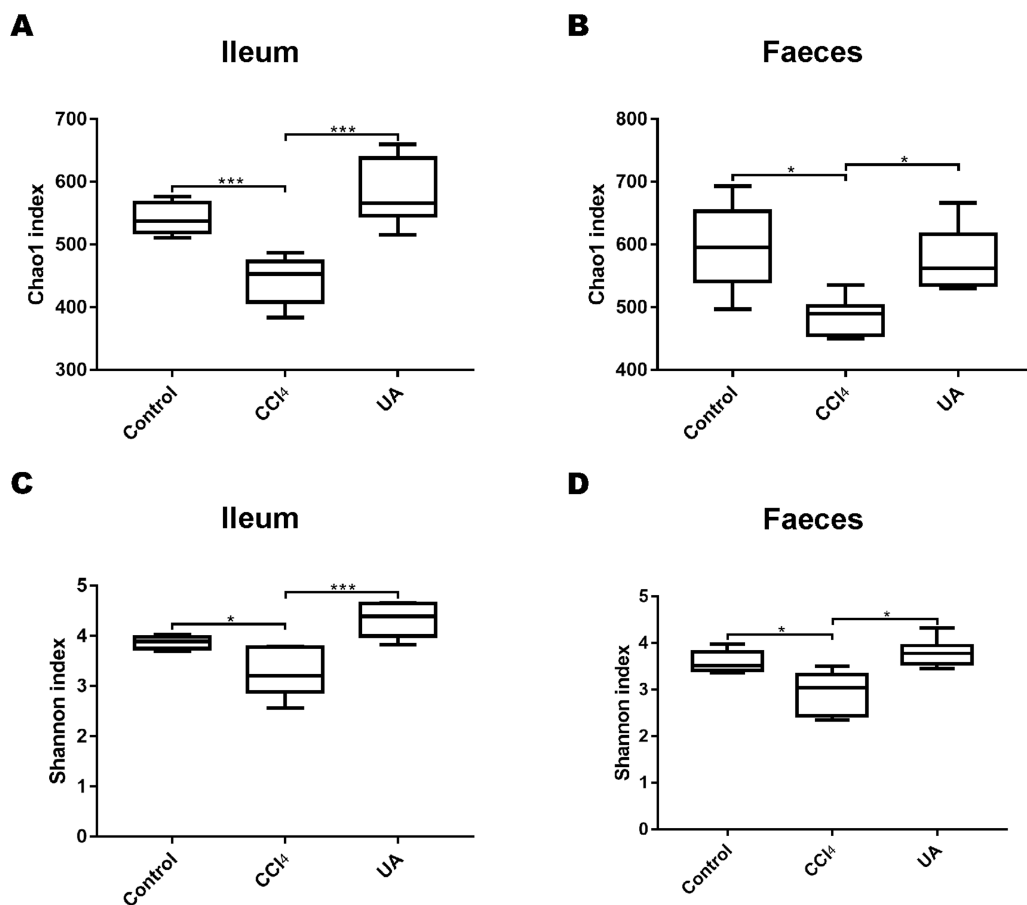 A
Ileum
Chao1 index
700
600
500
400
300
***
***
Control
CCl4
UA
B
Faeces
Chao1 index
800
700
600
500
400
*
*
Control
CCl4
UA
C
Ileum
Shannon index
5
4
3
2
1
0
*
***
Control
CCl4
UA
D
Faeces
Shannon index
5
4
3
2
1
0
*
*
Control
CCl4
UA